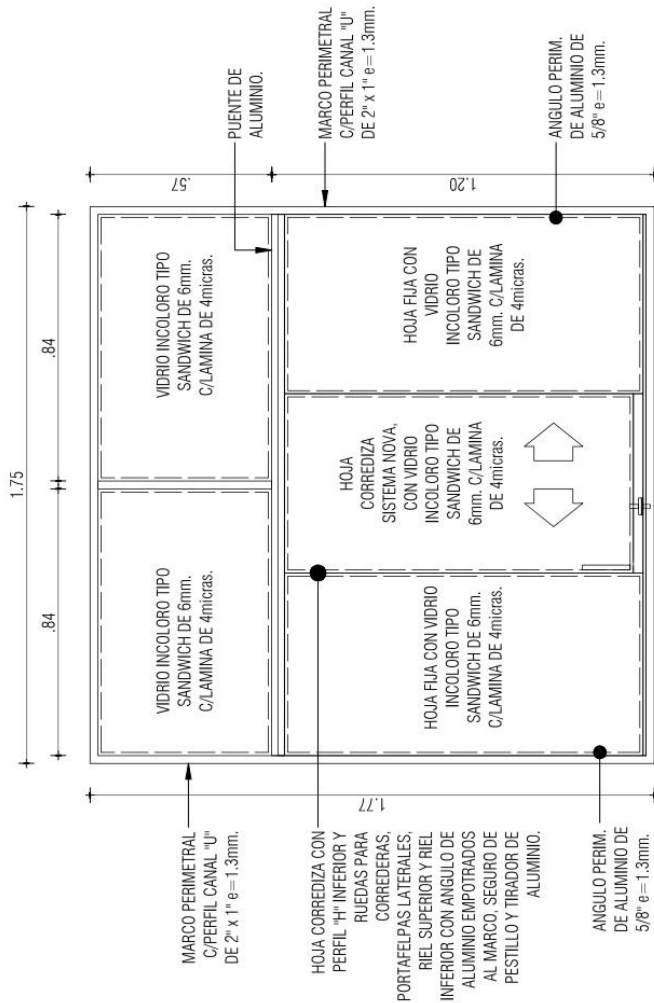 1.75
.84
.84
MARCO PERIMETRAL
C/PERFIL CANAL "U"
DE 2" x 1" e=1.3mm.
VIDRIO INCOLORO TIPO
SANDWICH DE 6mm.
C/LAMINA DE 4micras.
VIDRIO INCOLORO TIPO
SANDWICH DE 6mm.
C/LAMINA DE 4micras.
.57
PUENTE DE
ALUMINIO.
1.77
HOJA CORREDIZA CON
PERFIL "H" INFERIOR Y
RUEDAS PARA
CORREDERAS,
PORTAFELPAS LATERALES,
RIEL SUPERIOR Y RIEL
INFERIOR CON ANGULO DE
ALUMINIO EMPOTRADOS
AL MARCO, SEGURO DE
PESTILLO Y TIRADOR DE
ALUMINIO.
HOJA FIJA CON VIDRIO
INCOLORO TIPO
SANDWICH DE 6mm.
C/LAMINA DE 4micras.
HOJA
CORREDIZA
SISTEMA NOVA,
CON VIDRIO
INCOLORO TIPO
SANDWICH DE
6mm. C/LAMINA
DE 4micras.
HOJA FIJA CON
VIDRIO
INCOLORO TIPO
SANDWICH DE
6mm. C/LAMINA
DE 4micras.
1.20
MARCO PERIMETRAL
C/PERFIL CANAL "U"
DE 2" x 1" e=1.3mm.
ANGULO PERIM.
DE ALUMINIO DE
5/8" e=1.3mm.
ANGULO PERIM.
DE ALUMINIO DE
5/8" e=1.3mm.